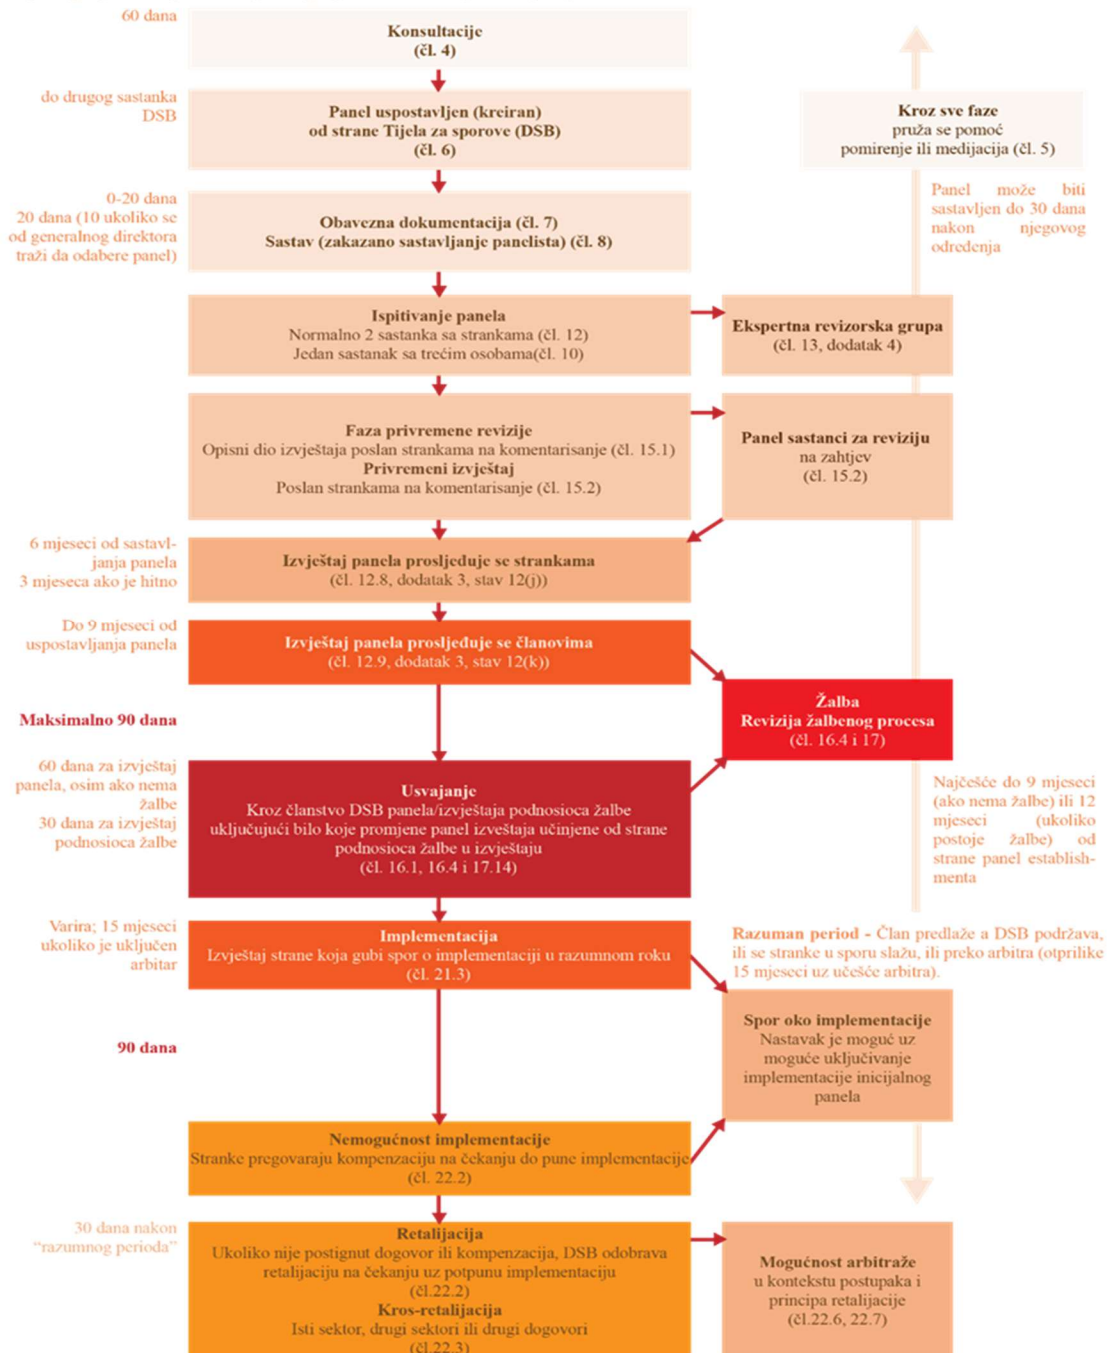 60 dana
Konsultacije
(čl. 4)
do drugog sastanka
DSB
Panel uspostavljen (kreiran)
od strane Tijela za sporove (DSB)
(čl. 6)
Kroz sve faze
pruža se pomoć
pomirenje ili medijacija (čl. 5)
0-20 dana
20 dana (10 ukoliko se
od generalnog direktora
traži da odabere panel)
Obavezna dokumentacija (čl. 7)
Sastav (zakazano sastavljanje panelista) (čl. 8)
Panel može biti
sastavljen do 30 dana
nakon njegovog
određenja
Ispitivanje panela
Normalno 2 sastanka sa strankama (čl. 12)
Jedan sastanak sa trećim osobama(čl. 10)
Ekspertna revizorska grupa
(čl. 13, dodatak 4)
Faza privremene revizije
Opisni dio izvještaja poslan strankama na komentarisanje (čl. 15.1)
Privremeni izvještaj
Poslan strankama na komentarisanje (čl. 15.2)
Panel sastanci za reviziju
na zahtjev
(čl. 15.2)
6 mjeseci od sastav-
ljanja panela
3 mjeseca ako je hitno
Izvještaj panela prosljeđuje se strankama
(čl. 12.8, dodatak 3, stav 12(j))
Do 9 mjeseci od
uspostavljanja panela
Izvještaj panela prosljeđuje se članovima
(čl. 12.9, dodatak 3, stav 12(k))
Maksimalno 90 dana
Žalba
Revizija žalbenog procesa
(čl. 16.4 i 17)
60 dana za izvještaj
panela, osim ako nema
žalbe
30 dana za izvještaj
podnosioca žalbe
Usvajanje
Kroz članstvo DSB panela/izvještaja podnosioca žalbe
uključujući bilo koje promjene panel izveštaja učinjene od strane
podnosioca žalbe u izvještaju
(čl. 16.1, 16.4 i 17.14)
Najčešće do 9 mjeseci
(ako nema žalbe) ili 12
mjeseci (ukoliko
postoje žalbe) od
strane panel establish-
menta
Varira; 15 mjeseci
ukoliko je uključen
arbitar
Implementacija
Izvještaj strane koja gubi spor o implementaciji u razumnom roku
(čl. 21.3)
Razuman period - Član predlaže a DSB podržava,
ili se stranke u sporu slažu, ili preko arbitra (otprilike
15 mjeseci uz učešće arbitra).
90 dana
Spor oko implementacije
Nastavak je moguć uz
moguće uključivanje
implementacije inicijalnog
panela
Nemogućnost implementacije
Stranke pregovaraju kompenzaciju na čekanju do pune implementacije
(čl. 22.2)
30 dana nakon
“razumnog perioda”
Retalijacija
Ukoliko nije postignut dogovor ili kompenzacija, DSB odobrava
retalijaciju na čekanju uz potpunu implementaciju
(čl.22.2)
Kros-retalijacija
Isti sektor, drugi sektori ili drugi dogovori
(čl.22.3)
Mogućnost arbitraže
u kontekstu postupaka i
principa retalijacije
(čl.22.6, 22.7)